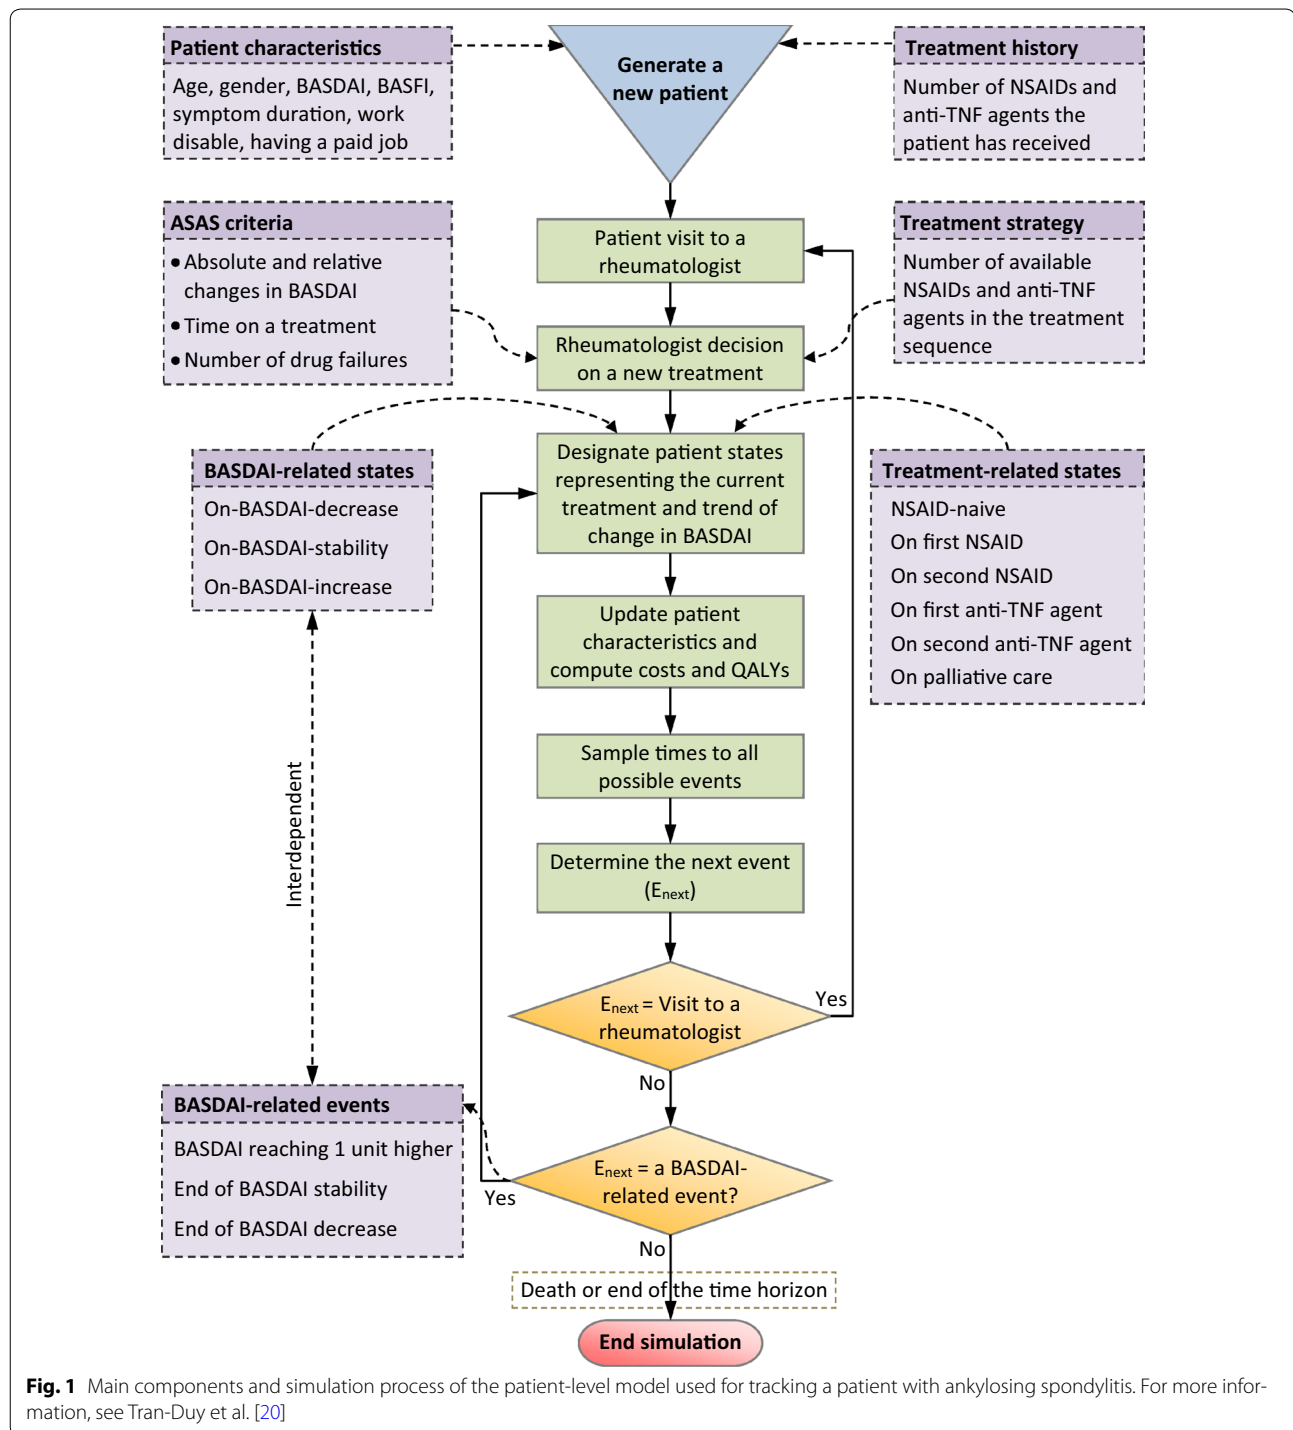 Patient characteristics
Age, gender, BASDAI, BASFI,
symptom duration, work
disable, having a paid job
Generate a
new patient
Treatment history
Number of NSAIDs and
anti-TNF agents the
patient has received
ASAS criteria
• Absolute and relative
changes in BASDAI
• Time on a treatment
• Number of drug failures
Patient visit to a
rheumatologist
Treatment strategy
Number of available
NSAIDs and anti-TNF
agents in the treatment
sequence
Rheumatologist decision
on a new treatment
BASDAI-related states
On-BASDAI-decrease
On-BASDAI-stability
On-BASDAI-increase
Designate patient states
representing the current
treatment and trend of
change in BASDAI
Treatment-related states
NSAID-naive
On first NSAID
On second NSAID
On first anti-TNF agent
On second anti-TNF agent
On palliative care
Update patient
characteristics and
compute costs and QALYs
Sample times to all
possible events
Interdependent
Determine the next event
(Enext)
Enext = Visit to a
rheumatologist
Yes
No
BASDAI-related events
BASDAI reaching 1 unit higher
End of BASDAI stability
End of BASDAI decrease
Enext = a BASDAI-
related event?
Yes
No
Death or end of the time horizon
End simulation
Fig. 1 Main components and simulation process of the patient-level model used for tracking a patient with ankylosing spondylitis. For more infor-
mation, see Tran-Duy et al. [20]